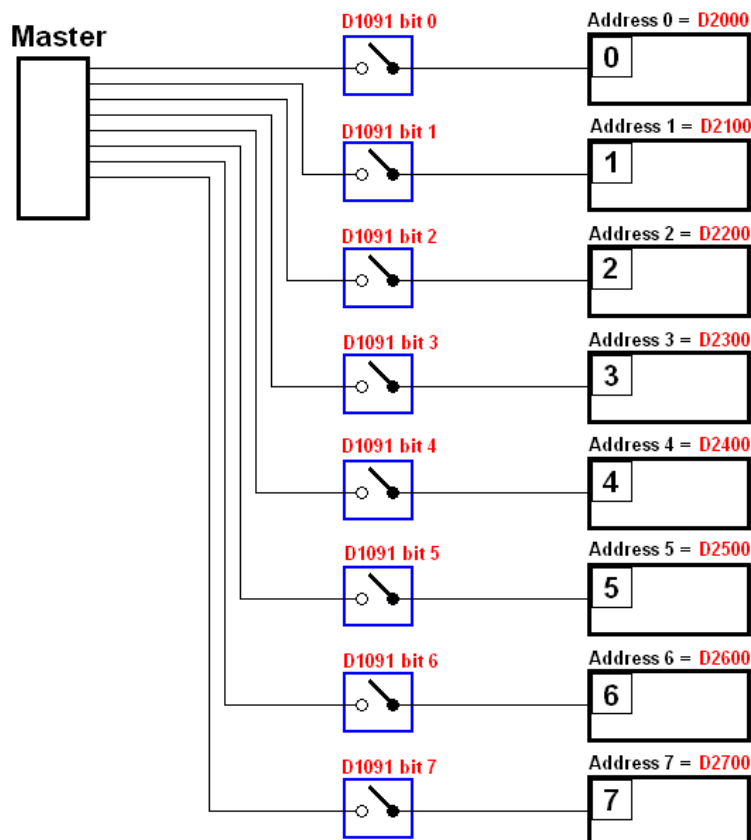 Master
D1091 bit 0
Address 0 = D2000
0
D1091 bit 1
Address 1 = D2100
1
D1091 bit 2
Address 2 = D2200
2
D1091 bit 3
Address 3 = D2300
3
D1091 bit 4
Address 4 = D2400
4
D1091 bit 5
Address 5 = D2500
5
D1091 bit 6
Address 6 = D2600
6
D1091 bit 7
Address 7 = D2700
7